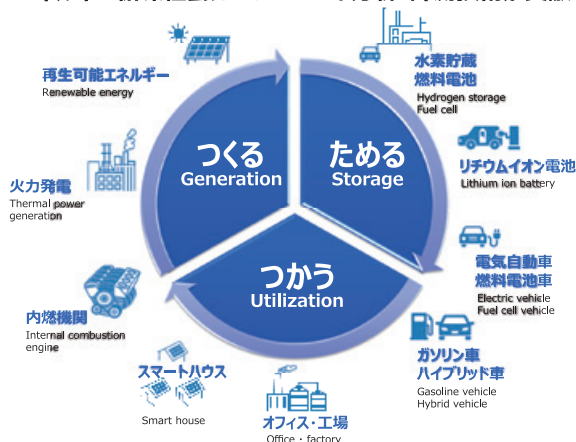 再生可能エネルギー
Renewable energy
水素貯蔵
燃料電池
Hydrogen storage
Fuel cell
つくる
Generation
ためる
Storage
リチウムイオン電池
Lithium ion battery
火力発電
Thermal power
generation
電気自動車
燃料電池車
Electric vehicle
Fuel cell vehicle
つかう
Utilization
内燃機関
Internal combustion
engine
ガソリン車
ハイブリッド車
Gasoline vehicle
Hybrid vehicle
スマートハウス
Smart house
オフィス・工場
Office・factory